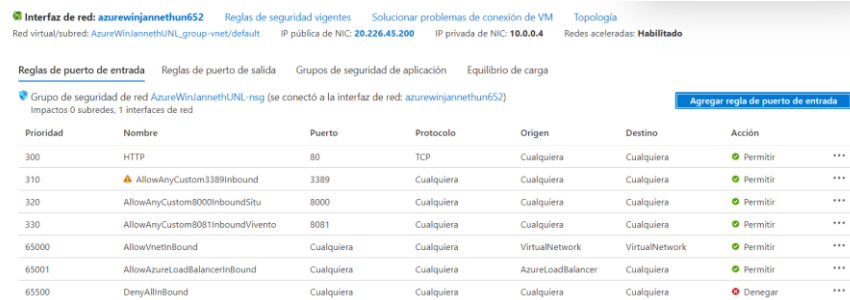 Interfaz de red: azurewinjannethun652 Reglas de seguridad vigentes Solucionar problemas de conexión de VM Topología
Red virtual/subred: AzureWinJannethUNL_group-vnet/default IP pública de NIC: 20.226.45.200 IP privada de NIC: 10.0.0.4 Redes aceleradas: Habilitado
Reglas de puerto de entrada Reglas de puerto de salida Grupos de seguridad de aplicación Equilibrio de carga
Grupo de seguridad de red AzureWinJannethUNL-nsg (se conectó a la interfaz de red: azurewinjannethun652)
Impactos 0 subredes, 1 interfaces de red
Agregar regla de puerto de entrada
Prioridad Nombre Puerto Protocolo Origen Destino Acción
300 HTTP 80 TCP Cualquiera Cualquiera Permitir ...
310 AllowAnyCustom3389Inbound 3389 Cualquiera Cualquiera Cualquiera Permitir ...
320 AllowAnyCustom8000InboundSitu 8000 Cualquiera Cualquiera Cualquiera Permitir ...
330 AllowAnyCustom8081InboundVivento 8081 Cualquiera Cualquiera Cualquiera Permitir ...
65000 AllowVnetInBound Cualquiera Cualquiera VirtualNetwork VirtualNetwork Permitir ...
65001 AllowAzureLoadBalancerInBound Cualquiera Cualquiera AzureLoadBalancer Cualquiera Permitir ...
65500 DenyAllInBound Cualquiera Cualquiera Cualquiera Cualquiera Denegar ...